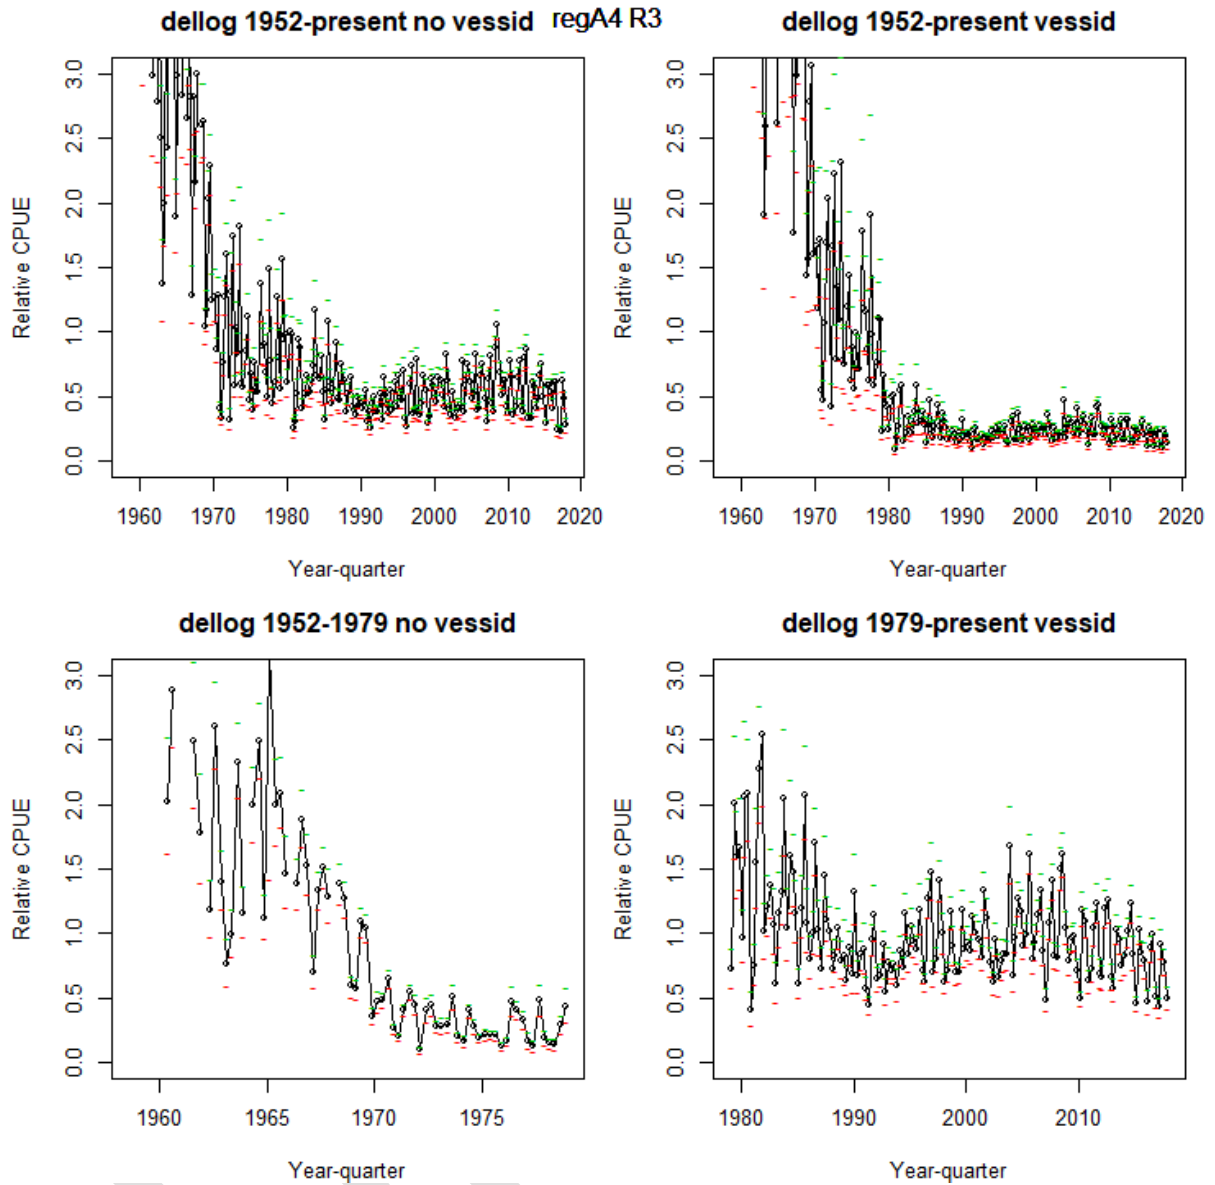 dellog 1952-present no vessid regA4 R3 dellog 1952-present vessid
3.0 3.0
2.5 2.5
2.0 2.0
1.5 1.5
1.0 1.0
0.5 0.5
0.0 0.0
Relative CPUE Relative CPUE
1960 1970 1980 1990 2000 2010 2020 1960 1970 1980 1990 2000 2010 2020
Year-quarter Year-quarter
dellog 1952-1979 no vessid dellog 1979-present vessid
3.0 3.0
2.5 2.5
2.0 2.0
1.5 1.5
1.0 1.0
0.5 0.5
0.0 0.0
Relative CPUE Relative CPUE
1960 1965 1970 1975 1980 1990 2000 2010
Year-quarter Year-quarter